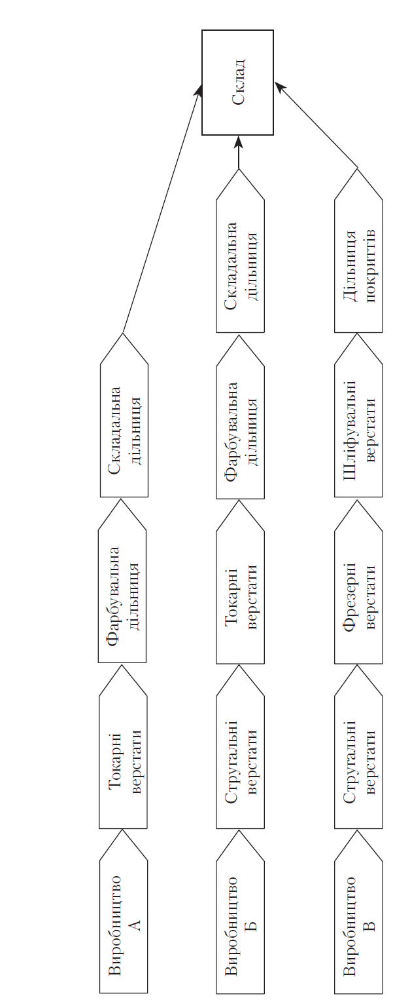 Виробництво
А
Токарні
верстати
Фарбувальна
дільниця
Складальна
дільниця
Виробництво
Б
Стругальні
верстати
Токарні
верстати
Фарбувальна
дільниця
Складальна
дільниця
Виробництво
В
Стругальні
верстати
Фрезерні
верстати
Шліфувальні
верстати
Дільниця
покриттів
Склад